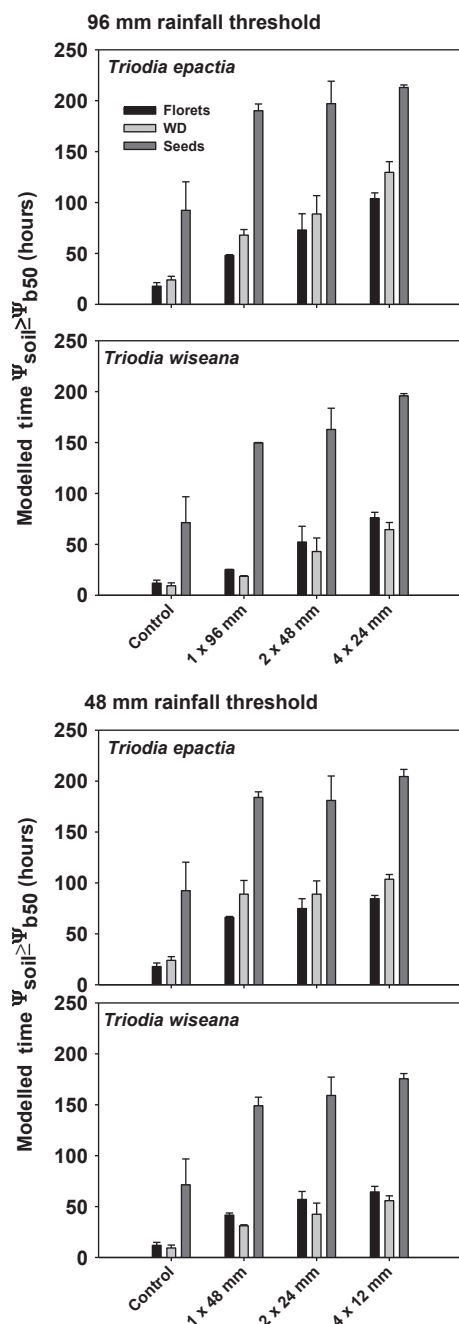 96 mm rainfall threshold
Triodia epactia
Florets
WD
Seeds
250
200
150
100
50
0
Triodia wiseana
250
200
150
100
50
0
Modelled time Ψsoil≥Ψb50 (hours)
Control
1 x 96 mm
2 x 48 mm
4 x 24 mm
48 mm rainfall threshold
Triodia epactia
250
200
150
100
50
0
Triodia wiseana
250
200
150
100
50
0
Modelled time Ψsoil≥Ψb50 (hours)
Control
1 x 48 mm
2 x 24 mm
4 x 12 mm